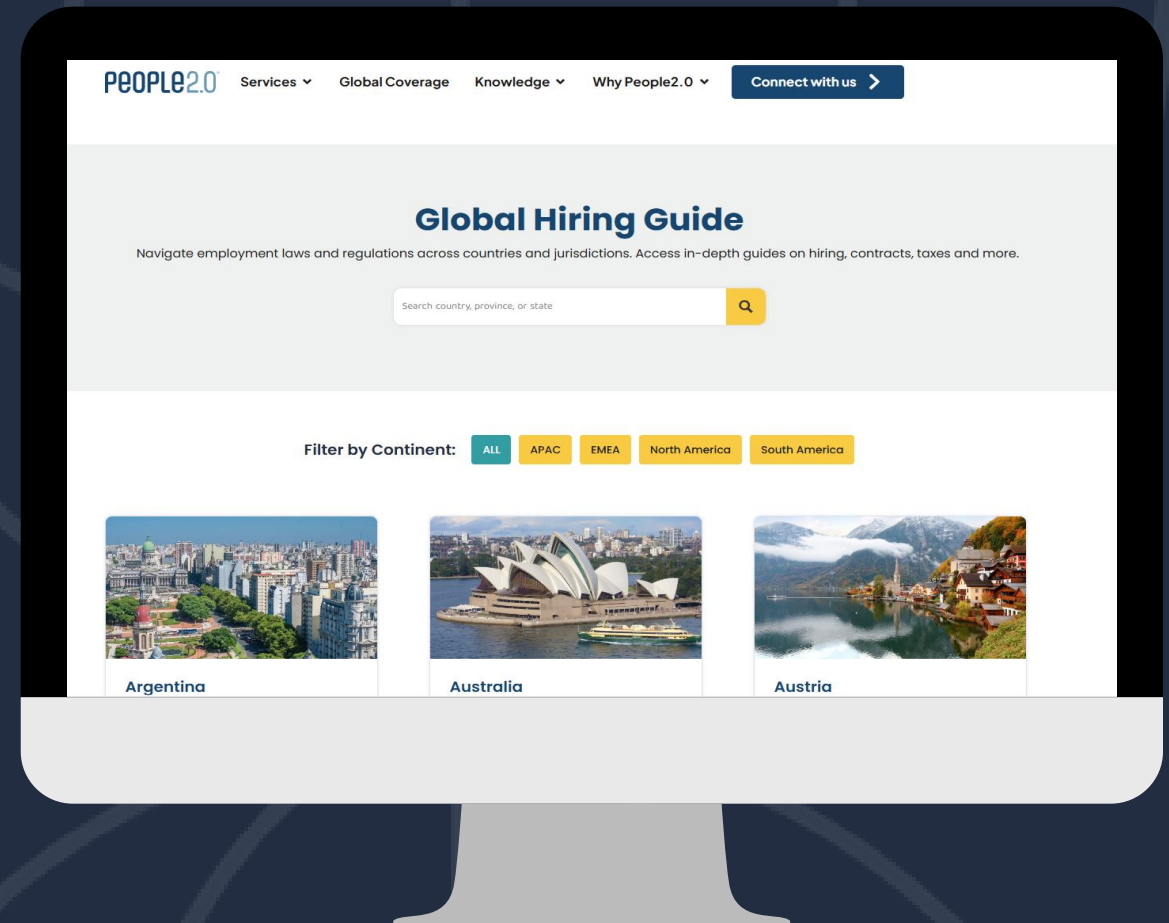 PEOPLE2.0 Services Global Coverage Knowledge Why People2.0 Connect with us
Global Hiring Guide
Navigate employment laws and regulations across countries and jurisdictions. Access in-depth guides on hiring, contracts, taxes and more.
Search country, province, or state
Filter by Continent: ALL APAC EMEA North America South America
Argentina Australia Austria